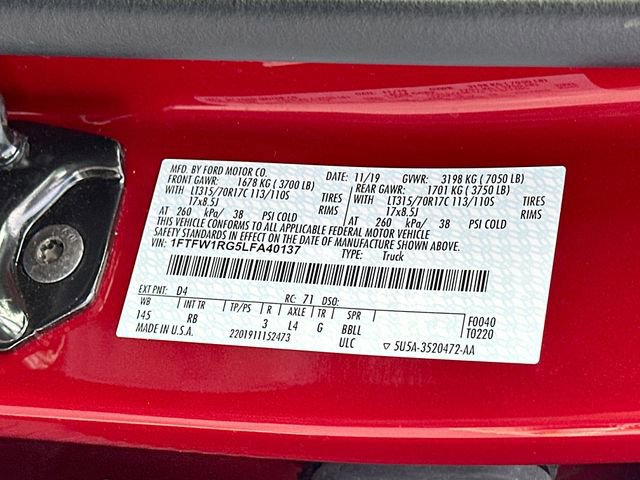 MFD. BY FORD MOTOR CO. DATE: 11/19 GVWR: 3198 KG ( 7050 LB)
FRONT GAWR: 1678 KG ( 3700 LB) REAR GAWR: 1701 KG ( 3750 LB)
WITH LT315/70R17C 113/110S TIRES WITH LT315/70R17C 113/110S TIRES
17x8.5J RIMS 17x8.5J RIMS
AT 260 kPa/ 38 PSI COLD AT 260 kPa/ 38 PSI COLD
THIS VEHICLE CONFORMS TO ALL APPLICABLE FEDERAL MOTOR VEHICLE
SAFETY STANDARDS IN EFFECT ON THE DATE OF MANUFACTURE SHOWN ABOVE.
VIN: 1FTFW1RG5LFA40137 TYPE: Truck
EXT PNT: D4 RC: 71 DSO:
WB INT TR TP/PS R AXLE TR SPR F0040
145 RB 3 L4 G BBLL T0220
MADE IN U.S.A. 2201911152473 ULC 5U5A-3520472-AA